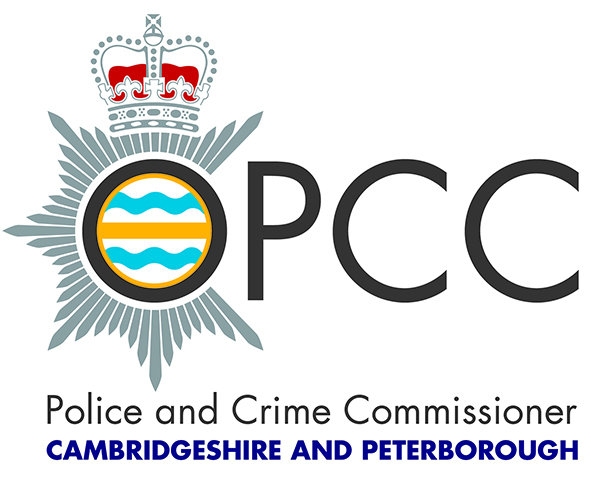 OPCC
Police and Crime Commissioner
CAMBRIDGESHIRE AND PETERBOROUGH